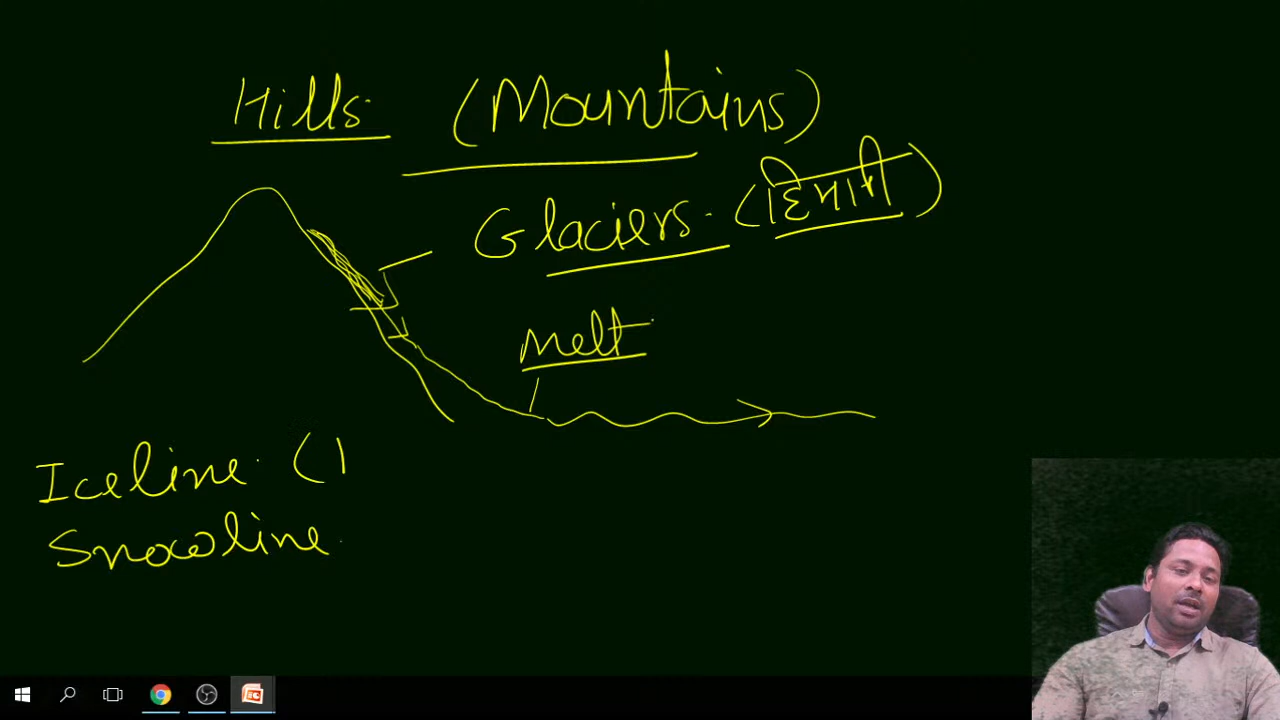 Hills (Mountains)
Glaciers. (हिमानी)
Melt
Iceline. (
Snowline.